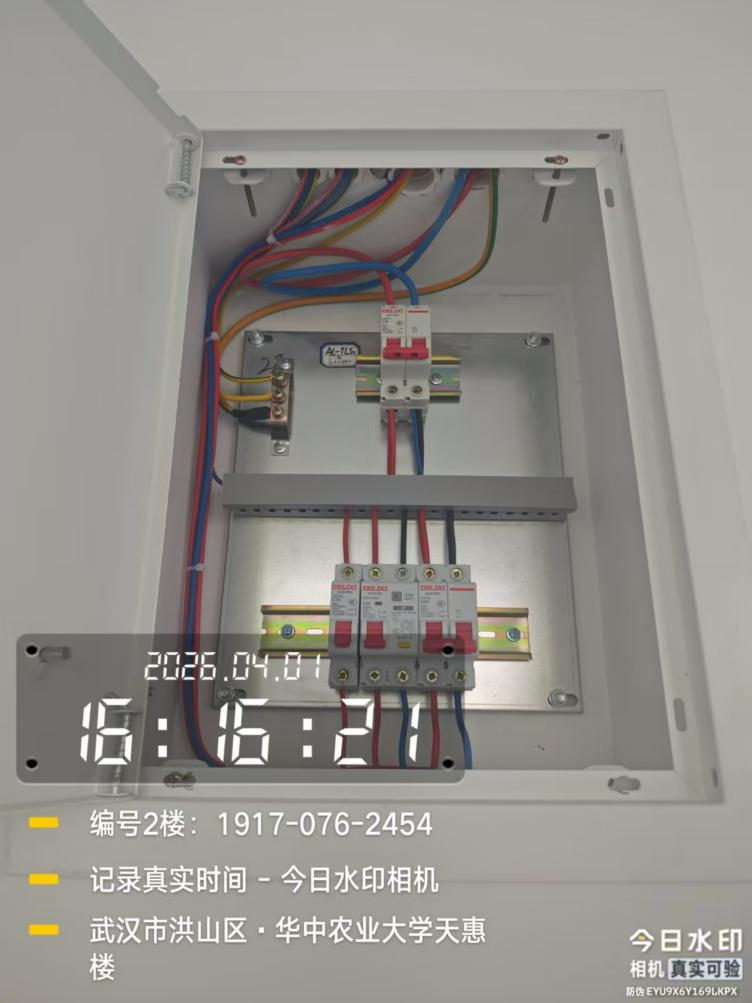 DELIXI
AL-TLS
DELIXI
DELIXI
DELIXI
2026.04.01
16:16:21
编号2楼：1917-076-2454
记录真实时间 - 今日水印相机
武汉市洪山区·华中农业大学天惠
楼
今日水印
相机 真实可验
防伪 EYU9X6Y169LKPX